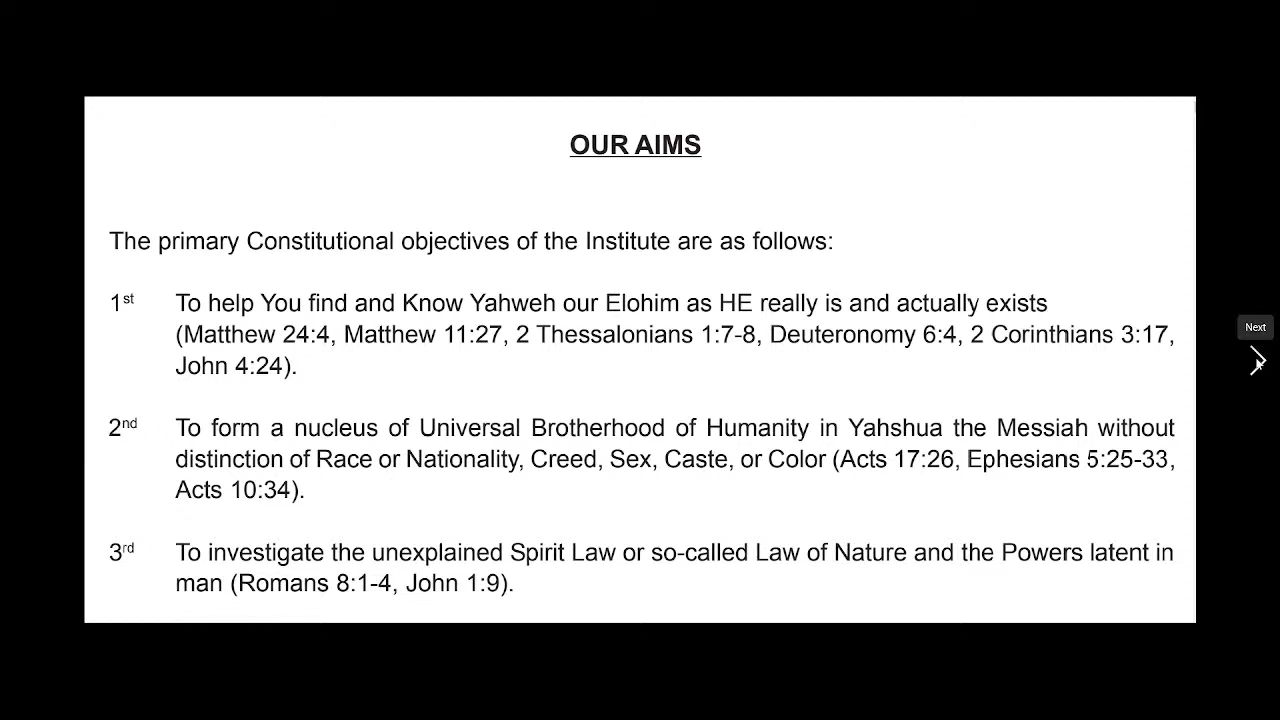 OUR AIMS
The primary Constitutional objectives of the Institute are as follows:
1st To help You find and Know Yahweh our Elohim as HE really is and actually exists
(Matthew 24:4, Matthew 11:27, 2 Thessalonians 1:7-8, Deuteronomy 6:4, 2 Corinthians 3:17,
John 4:24).
2nd To form a nucleus of Universal Brotherhood of Humanity in Yahshua the Messiah without
distinction of Race or Nationality, Creed, Sex, Caste, or Color (Acts 17:26, Ephesians 5:25-33,
Acts 10:34).
3rd To investigate the unexplained Spirit Law or so-called Law of Nature and the Powers latent in
man (Romans 8:1-4, John 1:9).
Next